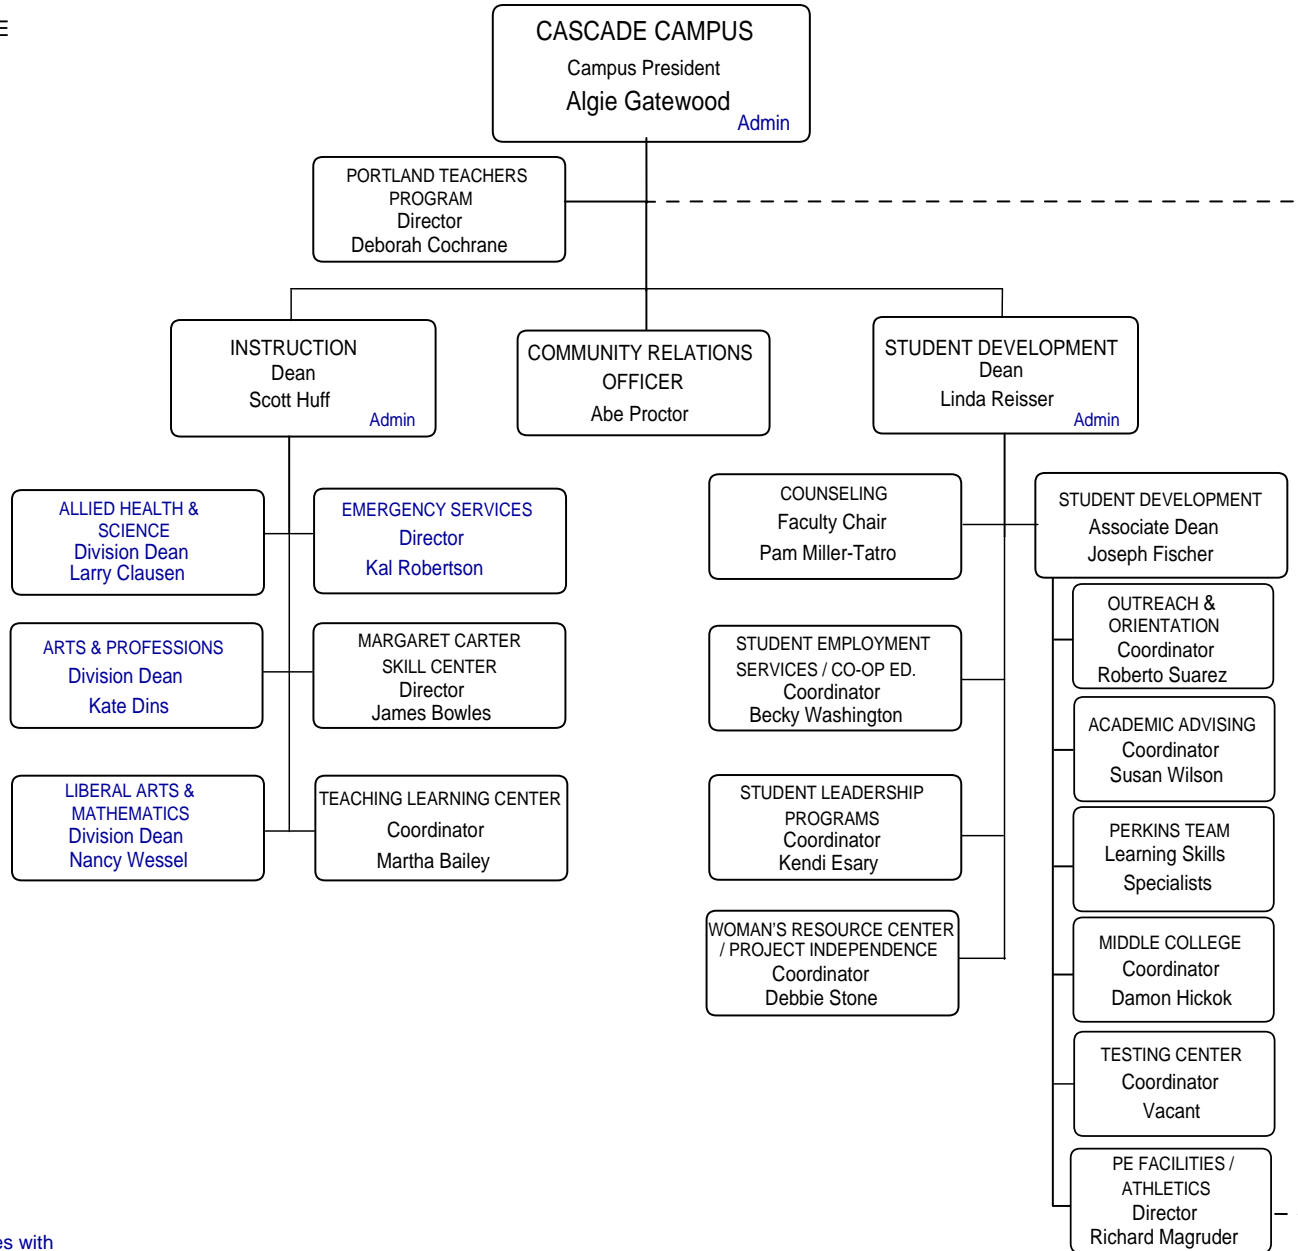 E
CASCADE CAMPUS
Campus President
Algie Gatewood
Admin
PORTLAND TEACHERS
PROGRAM
Director
Deborah Cochrane
INSTRUCTION
Dean
Scott Huff
Admin
COMMUNITY RELATIONS
OFFICER
Abe Proctor
STUDENT DEVELOPMENT
Dean
Linda Reisser
Admin
ALLIED HEALTH &
SCIENCE
Division Dean
Larry Clausen
EMERGENCY SERVICES
Director
Kal Robertson
ARTS & PROFESSIONS
Division Dean
Kate Dins
MARGARET CARTER
SKILL CENTER
Director
James Bowles
LIBERAL ARTS &
MATHEMATICS
Division Dean
Nancy Wessel
TEACHING LEARNING CENTER
Coordinator
Martha Bailey
COUNSELING
Faculty Chair
Pam Miller-Tatro
STUDENT EMPLOYMENT
SERVICES / CO-OP ED.
Coordinator
Becky Washington
STUDENT LEADERSHIP
PROGRAMS
Coordinator
Kendi Esary
WOMAN'S RESOURCE CENTER
/ PROJECT INDEPENDENCE
Coordinator
Debbie Stone
STUDENT DEVELOPMENT
Associate Dean
Joseph Fischer
OUTREACH &
ORIENTATION
Coordinator
Roberto Suarez
ACADEMIC ADVISING
Coordinator
Susan Wilson
PERKINS TEAM
Learning Skills
Specialists
MIDDLE COLLEGE
Coordinator
Damon Hickok
TESTING CENTER
Coordinator
Vacant
PE FACILITIES /
ATHLETICS
Director
Richard Magruder
es with